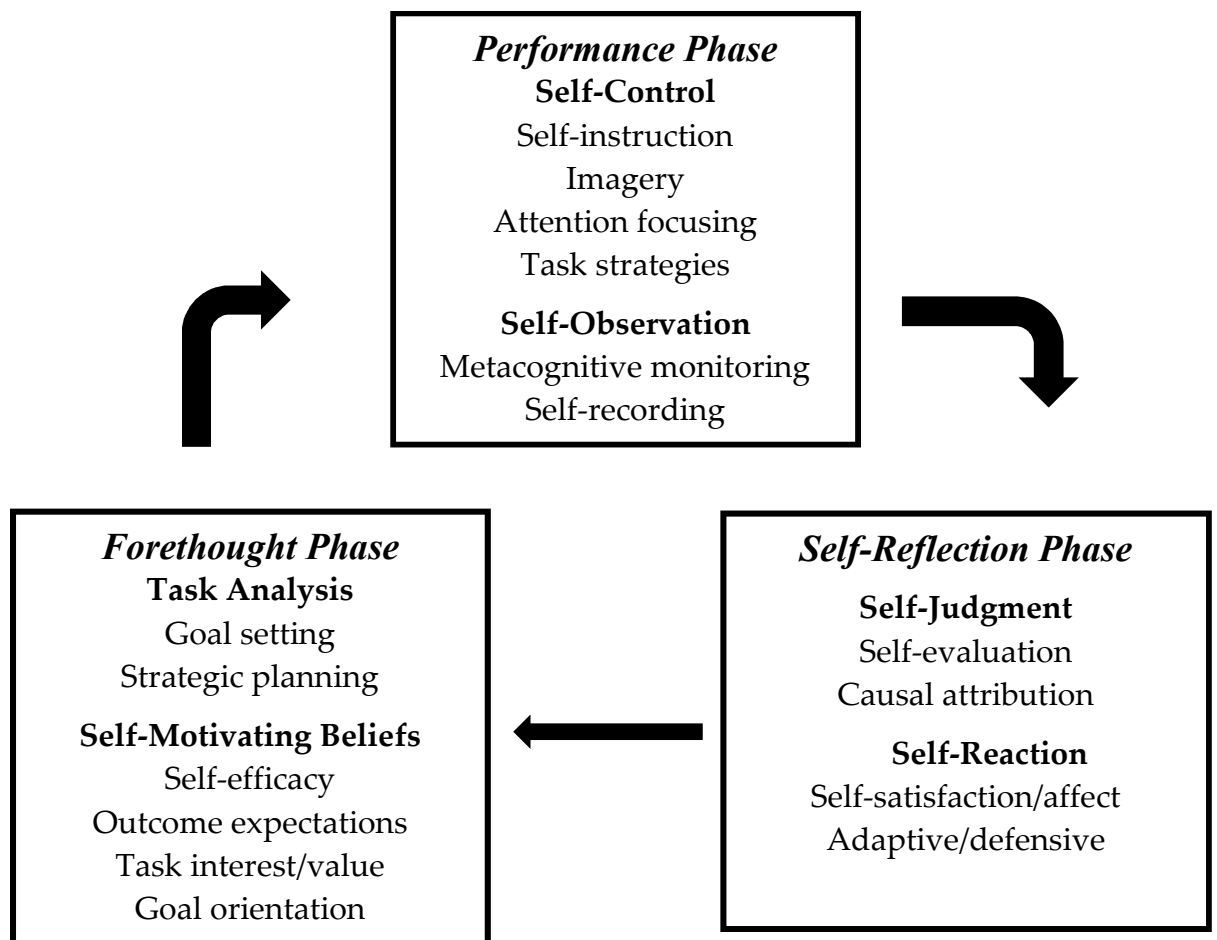 Performance Phase
Self-Control
Self-instruction
Imagery
Attention focusing
Task strategies
Self-Observation
Metacognitive monitoring
Self-recording
Forethought Phase
Task Analysis
Goal setting
Strategic planning
Self-Motivating Beliefs
Self-efficacy
Outcome expectations
Task interest/value
Goal orientation
Self-Reflection Phase
Self-Judgment
Self-evaluation
Causal attribution
Self-Reaction
Self-satisfaction/affect
Adaptive/defensive